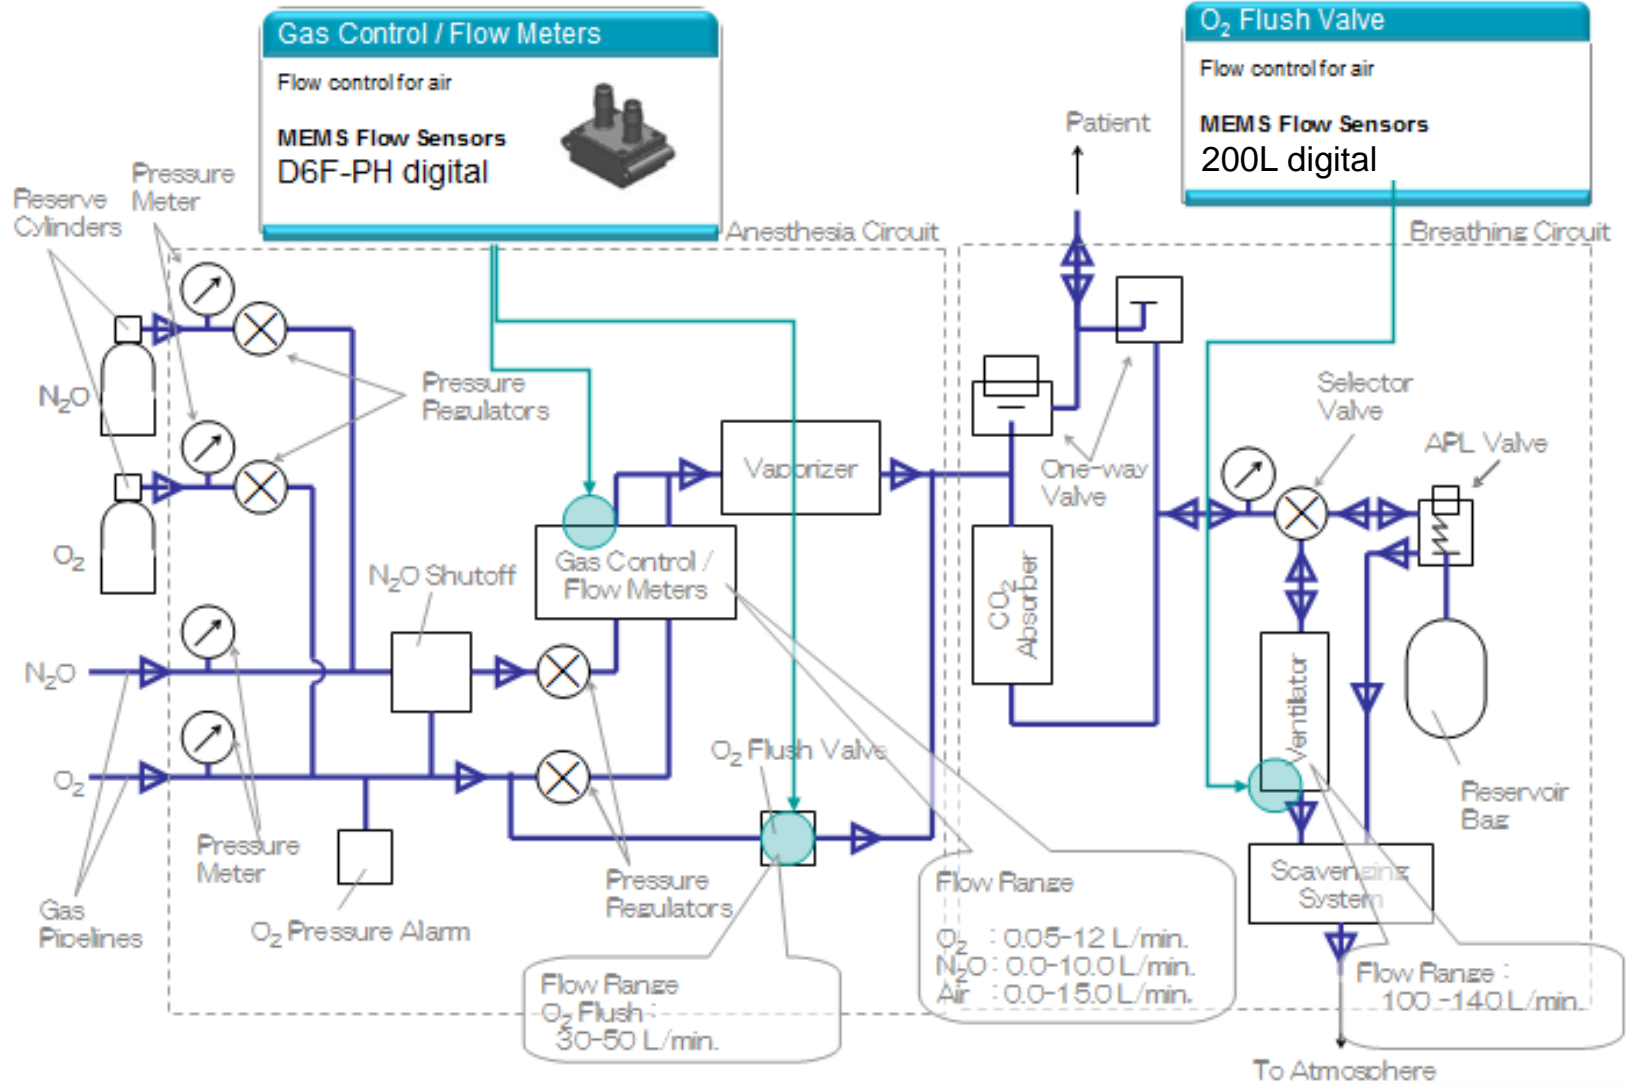 Gas Control / Flow Meters
Flow control for air
MEMS Flow Sensors
D6F-PH digital
O₂ Flush Valve
Flow control for air
MEMS Flow Sensors
200L digital
Patient
Pressure
Meter
Reserve
Cylinders
Anesthesia Circuit
Breathing Circuit
N₂O
Pressure
Regulators
Selector
Valve
APL Valve
Vaporizer
One-way
Valve
O₂
N₂O Shutoff
Gas Control /
Flow Meters
CO₂
Absorber
N₂O
Ventilator
O₂ Flush Valve
O₂
Reservoir
Bag
Pressure
Meter
Pressure
Regulators
Gas
Pipelines
O₂ Pressure Alarm
Scavenging
System
Flow Range
O₂ : 0.05-12 L/min.
N₂O : 0.0-10.0 L/min.
Air : 0.0-15.0 L/min.
Flow Range
O₂ Flush :
30-50 L/min.
Flow Range :
100.-140 L/min.
To Atmosphere